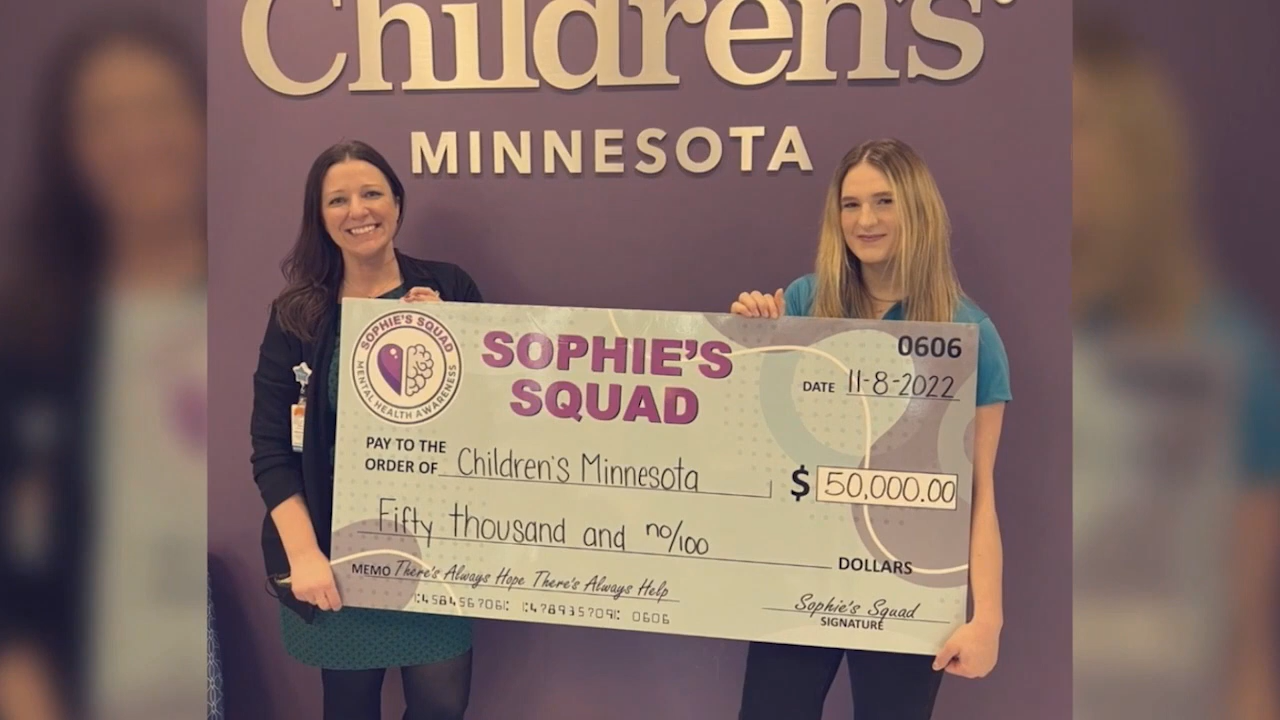 Children's
MINNESOTA
SOPHIE'S SQUAD
MENTAL HEALTH AWARENESS
SOPHIE'S
SQUAD
0606
DATE 11-8-2022
PAY TO THE
ORDER OF Children's Minnesota
$ 50,000.00
Fifty thousand and no/100
DOLLARS
MEMO There's Always Hope There's Always Help
⑆458456706⑆ ⑆478935709⑆ 0606
Sophie's Squad
SIGNATURE